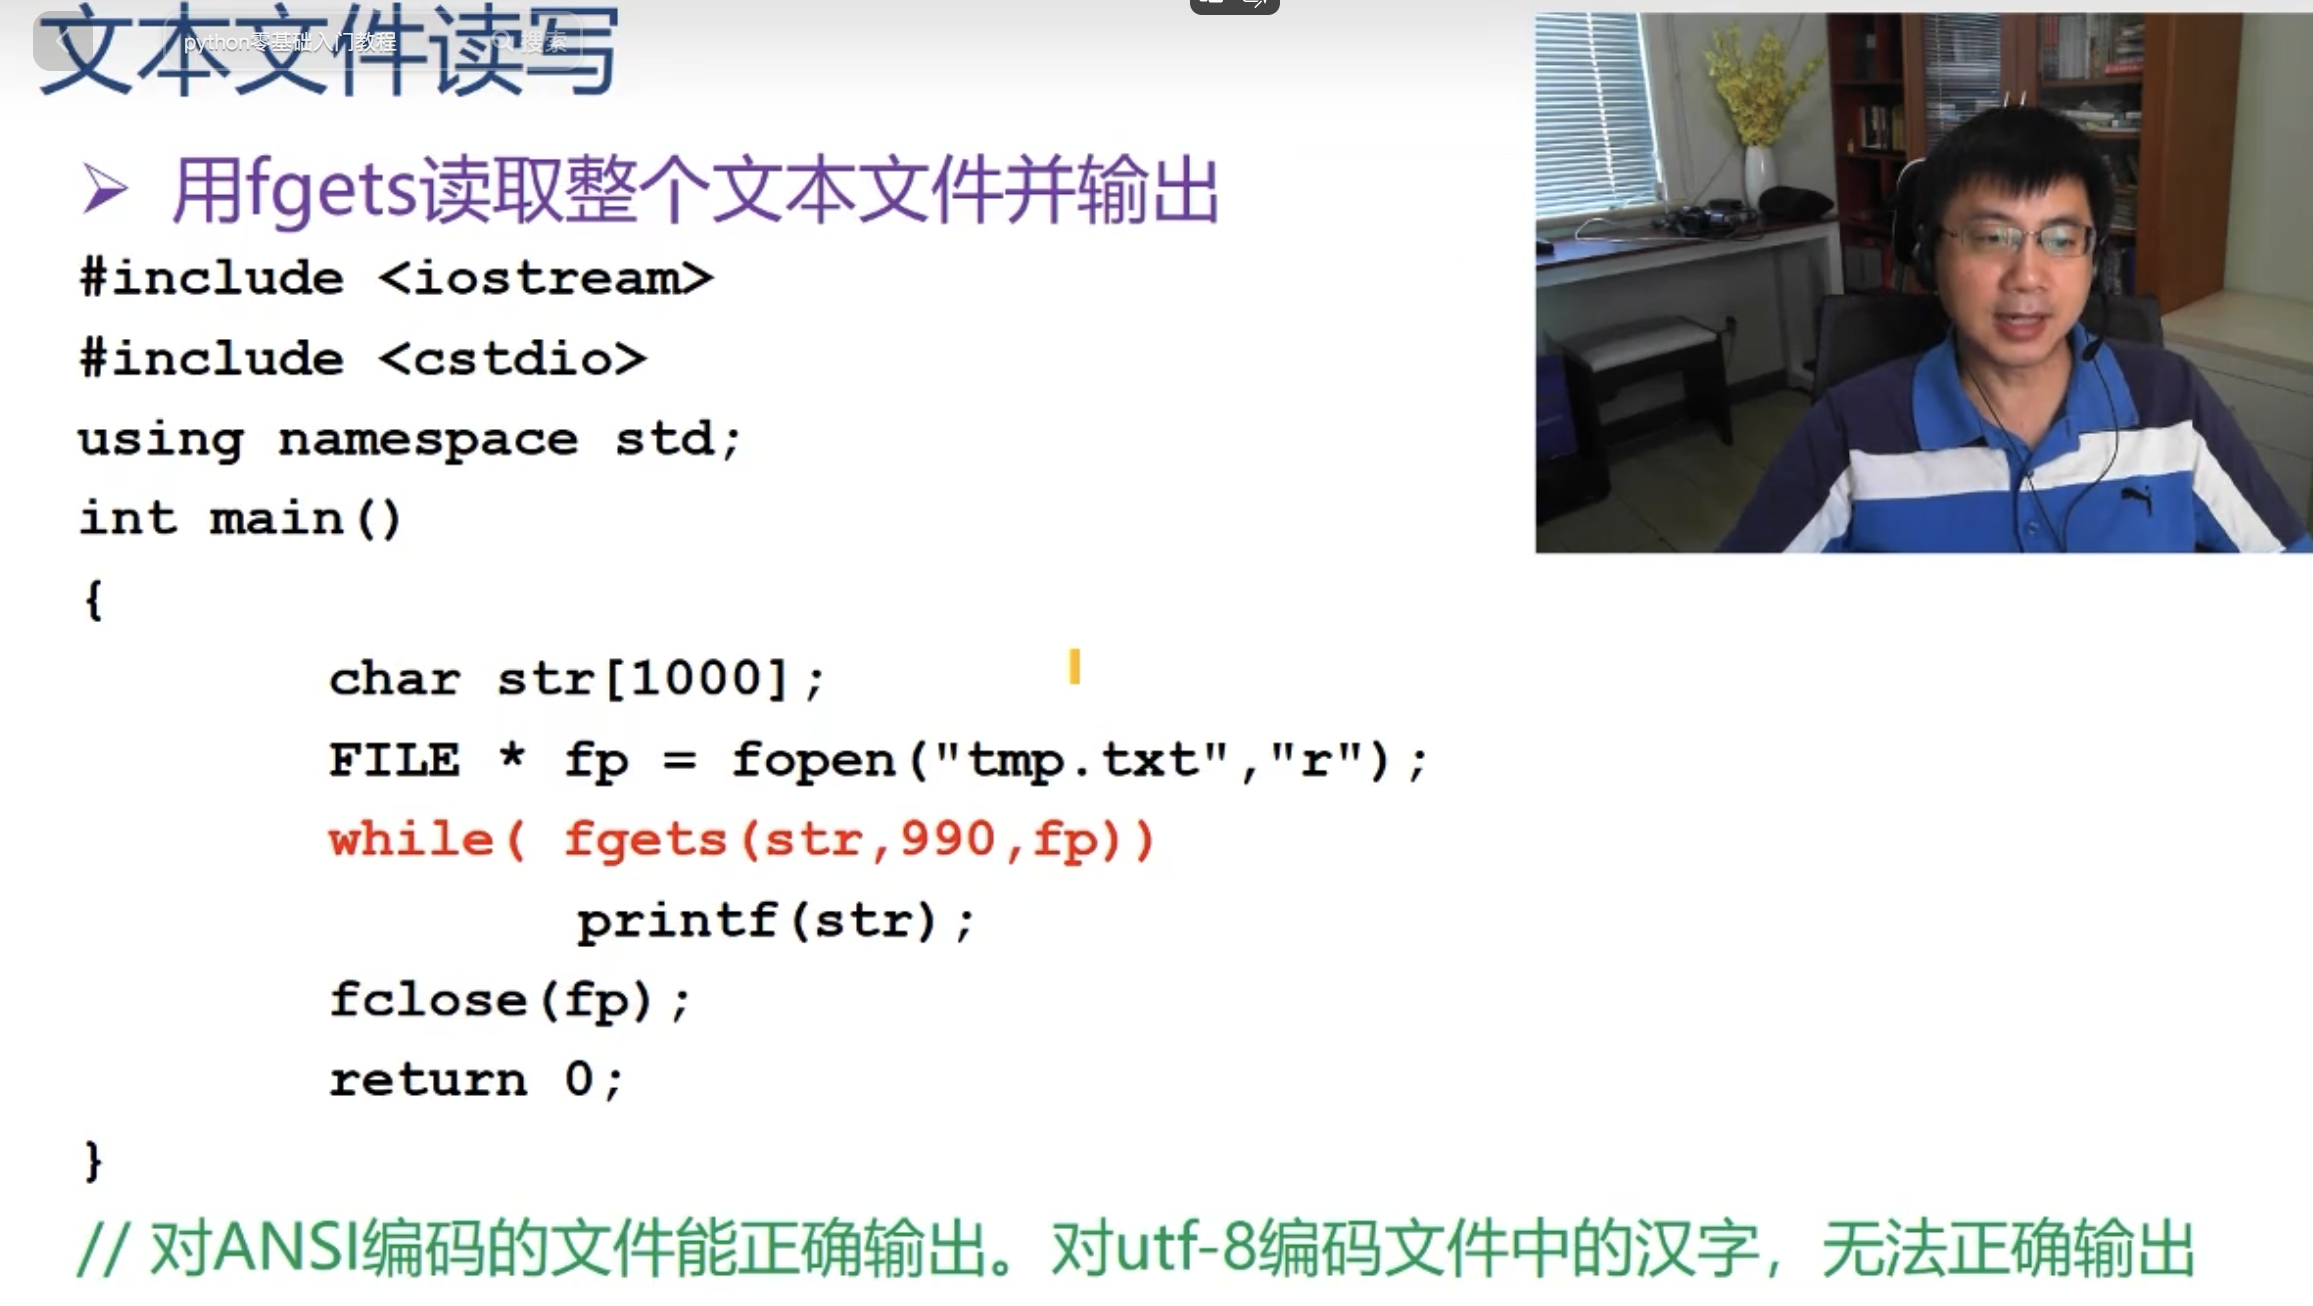 文本文件读写
python零基础入门教程
搜索
用fgets读取整个文本文件并输出
#include <iostream>
#include <cstdio>
using namespace std;
int main()
{
char str[1000];
FILE * fp = fopen("tmp.txt","r");
while( fgets(str,990,fp))
printf(str);
fclose(fp);
return 0;
}
// 对ANSI编码的文件能正确输出。对utf-8编码文件中的汉字，无法正确输出